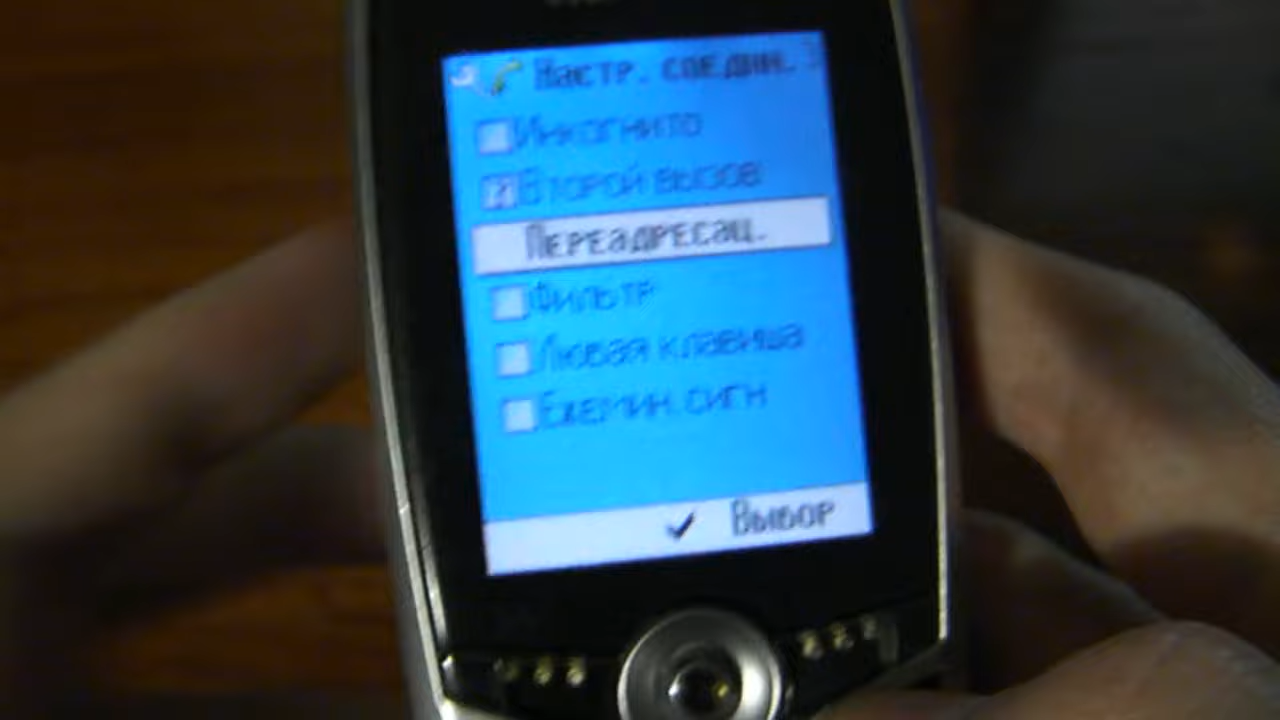 Настр. соедин.
Инкогнито
Второй вызов
Переадресац.
Фильтр
Любая клавиша
Ежемин.сигн
Выбор